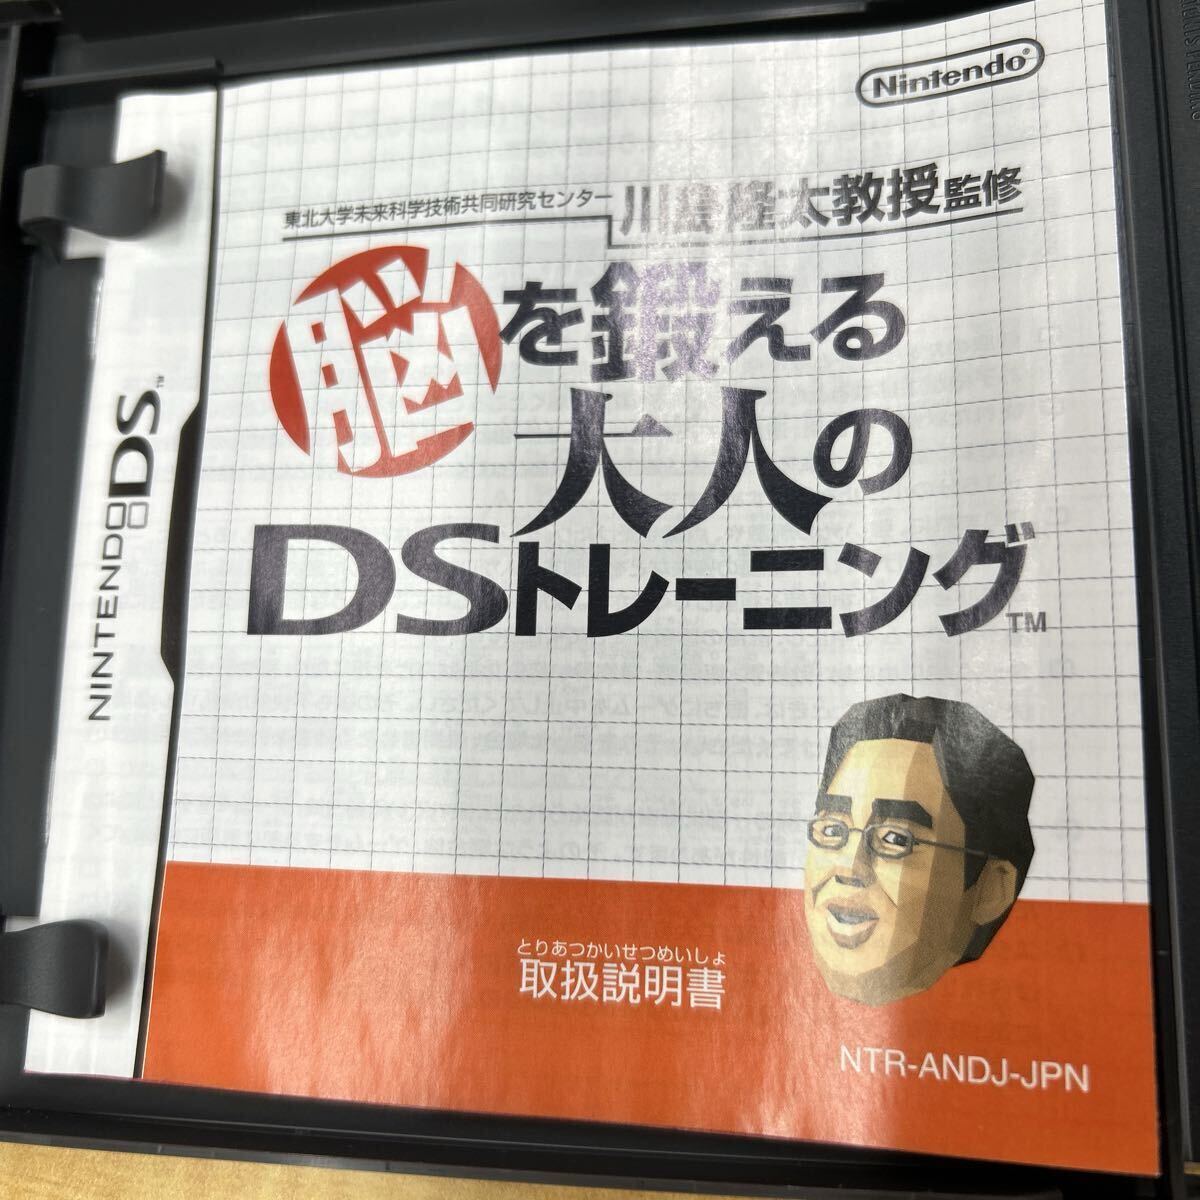 Nintendo
東北大学未来科学技術共同研究センター 川島隆太教授監修
脳を鍛える
大人の
DSトレーニング™
とりあつかいせつめいしょ
取扱説明書
NTR-ANDJ-JPN
NINTENDO DS™